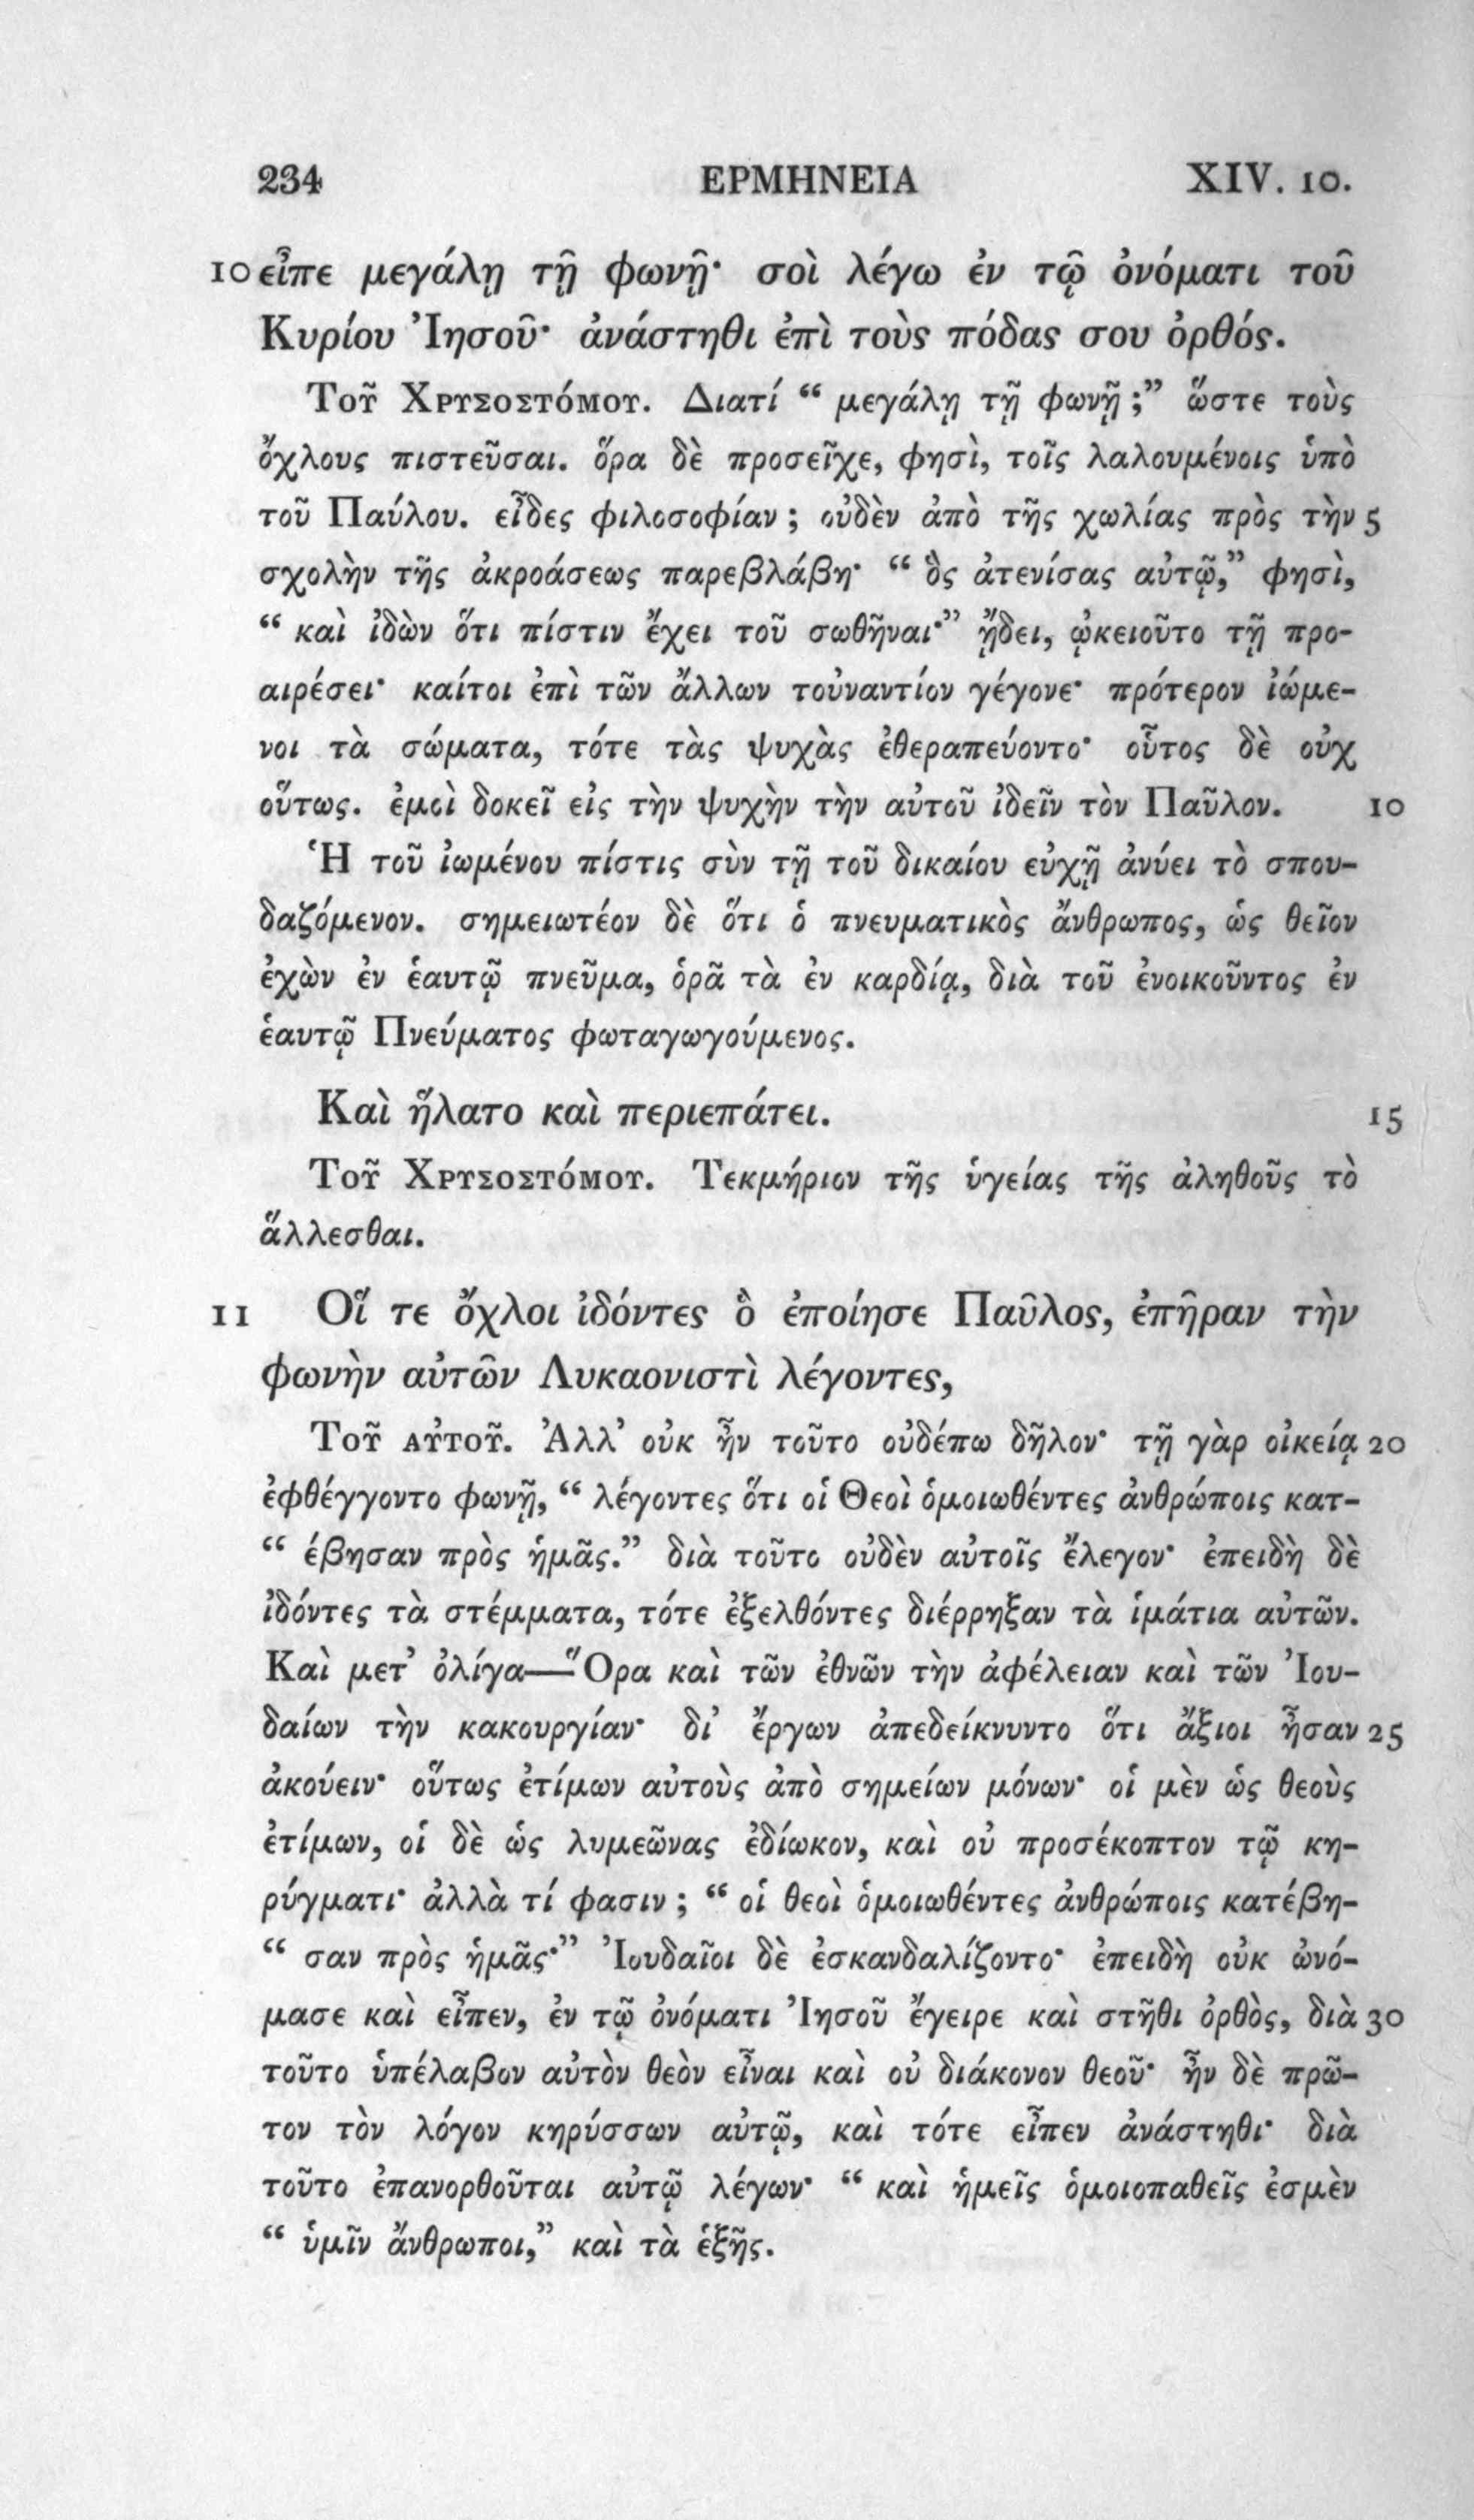 234 ΕΡΜΗΝΕΙΑ XIV. 10.
10 εἶπε μεγάλῃ τῇ φωνῇ· σοὶ λέγω ἐν τῷ ὀνόματι τοῦ
Κυρίου Ἰησοῦ· ἀνάστηθι ἐπὶ τοὺς πόδας σου ὀρθός.
Τοῦ Χρυσοστόμου. Διατί “ μεγάλῃ τῇ φωνῇ ;” ὥστε τοὺς
ὄχλους πιστεῦσαι. ὅρα δὲ προσεῖχε, φησὶ, τοῖς λαλουμένοις ὑπὸ
τοῦ Παύλου. εἶδες φιλοσοφίαν ; οὐδὲν ἀπὸ τῆς χωλίας πρὸς τὴν 5
σχολὴν τῆς ἀκροάσεως παρεβλάβη· “ ὃς ἀτενίσας αὐτῷ,” φησὶ,
“ καὶ ἰδὼν ὅτι πίστιν ἔχει τοῦ σωθῆναι·” ᾔδει, ᾠκειοῦτο τῇ προ-
αιρέσει· καίτοι ἐπὶ τῶν ἄλλων τοὐναντίον γέγονε· πρότερον ἰώμε-
νοι τὰ σώματα, τότε τὰς ψυχὰς ἐθεραπεύοντο· οὗτος δὲ οὐχ
οὕτως. ἐμοὶ δοκεῖ εἰς τὴν ψυχὴν τὴν αὐτοῦ ἰδεῖν τὸν Παῦλον. 10
Ἡ τοῦ ἰωμένου πίστις σὺν τῇ τοῦ δικαίου εὐχῇ ἀνύει τὸ σπου-
δαζόμενον. σημειωτέον δὲ ὅτι ὁ πνευματικὸς ἄνθρωπος, ὡς θεῖον
ἐχὼν ἐν ἑαυτῷ πνεῦμα, ὁρᾷ τὰ ἐν καρδίᾳ, διὰ τοῦ ἐνοικοῦντος ἐν
ἑαυτῷ Πνεύματος φωταγωγούμενος.
Καὶ ἥλατο καὶ περιεπάτει. 15
Τοῦ Χρυσοστόμου. Τεκμήριον τῆς ὑγείας τῆς ἀληθοῦς τὸ
ἅλλεσθαι.
11 Οἵ τε ὄχλοι ἰδόντες ὃ ἐποίησε Παῦλος, ἐπῆραν τὴν
φωνὴν αὐτῶν Λυκαονιστὶ λέγοντες,
Τοῦ αὐτοῦ. Ἀλλ’ οὐκ ἦν τοῦτο οὐδέπω δῆλον· τῇ γὰρ οἰκείᾳ 20
ἐφθέγγοντο φωνῇ, “ λέγοντες ὅτι οἱ Θεοὶ ὁμοιωθέντες ἀνθρώποις κατ-
“ έβησαν πρὸς ἡμᾶς.” διὰ τοῦτο οὐδὲν αὐτοῖς ἔλεγον· ἐπειδὴ δὲ
ἰδόντες τὰ στέμματα, τότε ἐξελθόντες διέρρηξαν τὰ ἱμάτια αὐτῶν.
Καὶ μετ’ ὀλίγα—Ὅρα καὶ τῶν ἐθνῶν τὴν ἀφέλειαν καὶ τῶν Ἰου-
δαίων τὴν κακουργίαν· δι’ ἔργων ἀπεδείκνυντο ὅτι ἄξιοι ἦσαν 25
ἀκούειν· οὕτως ἐτίμων αὐτοὺς ἀπὸ σημείων μόνων· οἱ μὲν ὡς θεοὺς
ἐτίμων, οἱ δὲ ὡς λυμεῶνας ἐδίωκον, καὶ οὐ προσέκοπτον τῷ κη-
ρύγματι· ἀλλὰ τί φασιν ; “ οἱ θεοὶ ὁμοιωθέντες ἀνθρώποις κατέβη-
“ σαν πρὸς ἡμᾶς·” Ἰουδαῖοι δὲ ἐσκανδαλίζοντο· ἐπειδὴ οὐκ ὠνό-
μασε καὶ εἶπεν, ἐν τῷ ὀνόματι Ἰησοῦ ἔγειρε καὶ στῆθι ὀρθὸς, διὰ 30
τοῦτο ὑπέλαβον αὐτὸν θεὸν εἶναι καὶ οὐ διάκονον θεοῦ· ἦν δὲ πρῶ-
τον τὸν λόγον κηρύσσων αὐτῷ, καὶ τότε εἶπεν ἀνάστηθι· διὰ
τοῦτο ἐπανορθοῦται αὐτῷ λέγων· “ καὶ ἡμεῖς ὁμοιοπαθεῖς ἐσμὲν
“ ὑμῖν ἄνθρωποι,” καὶ τὰ ἑξῆς.